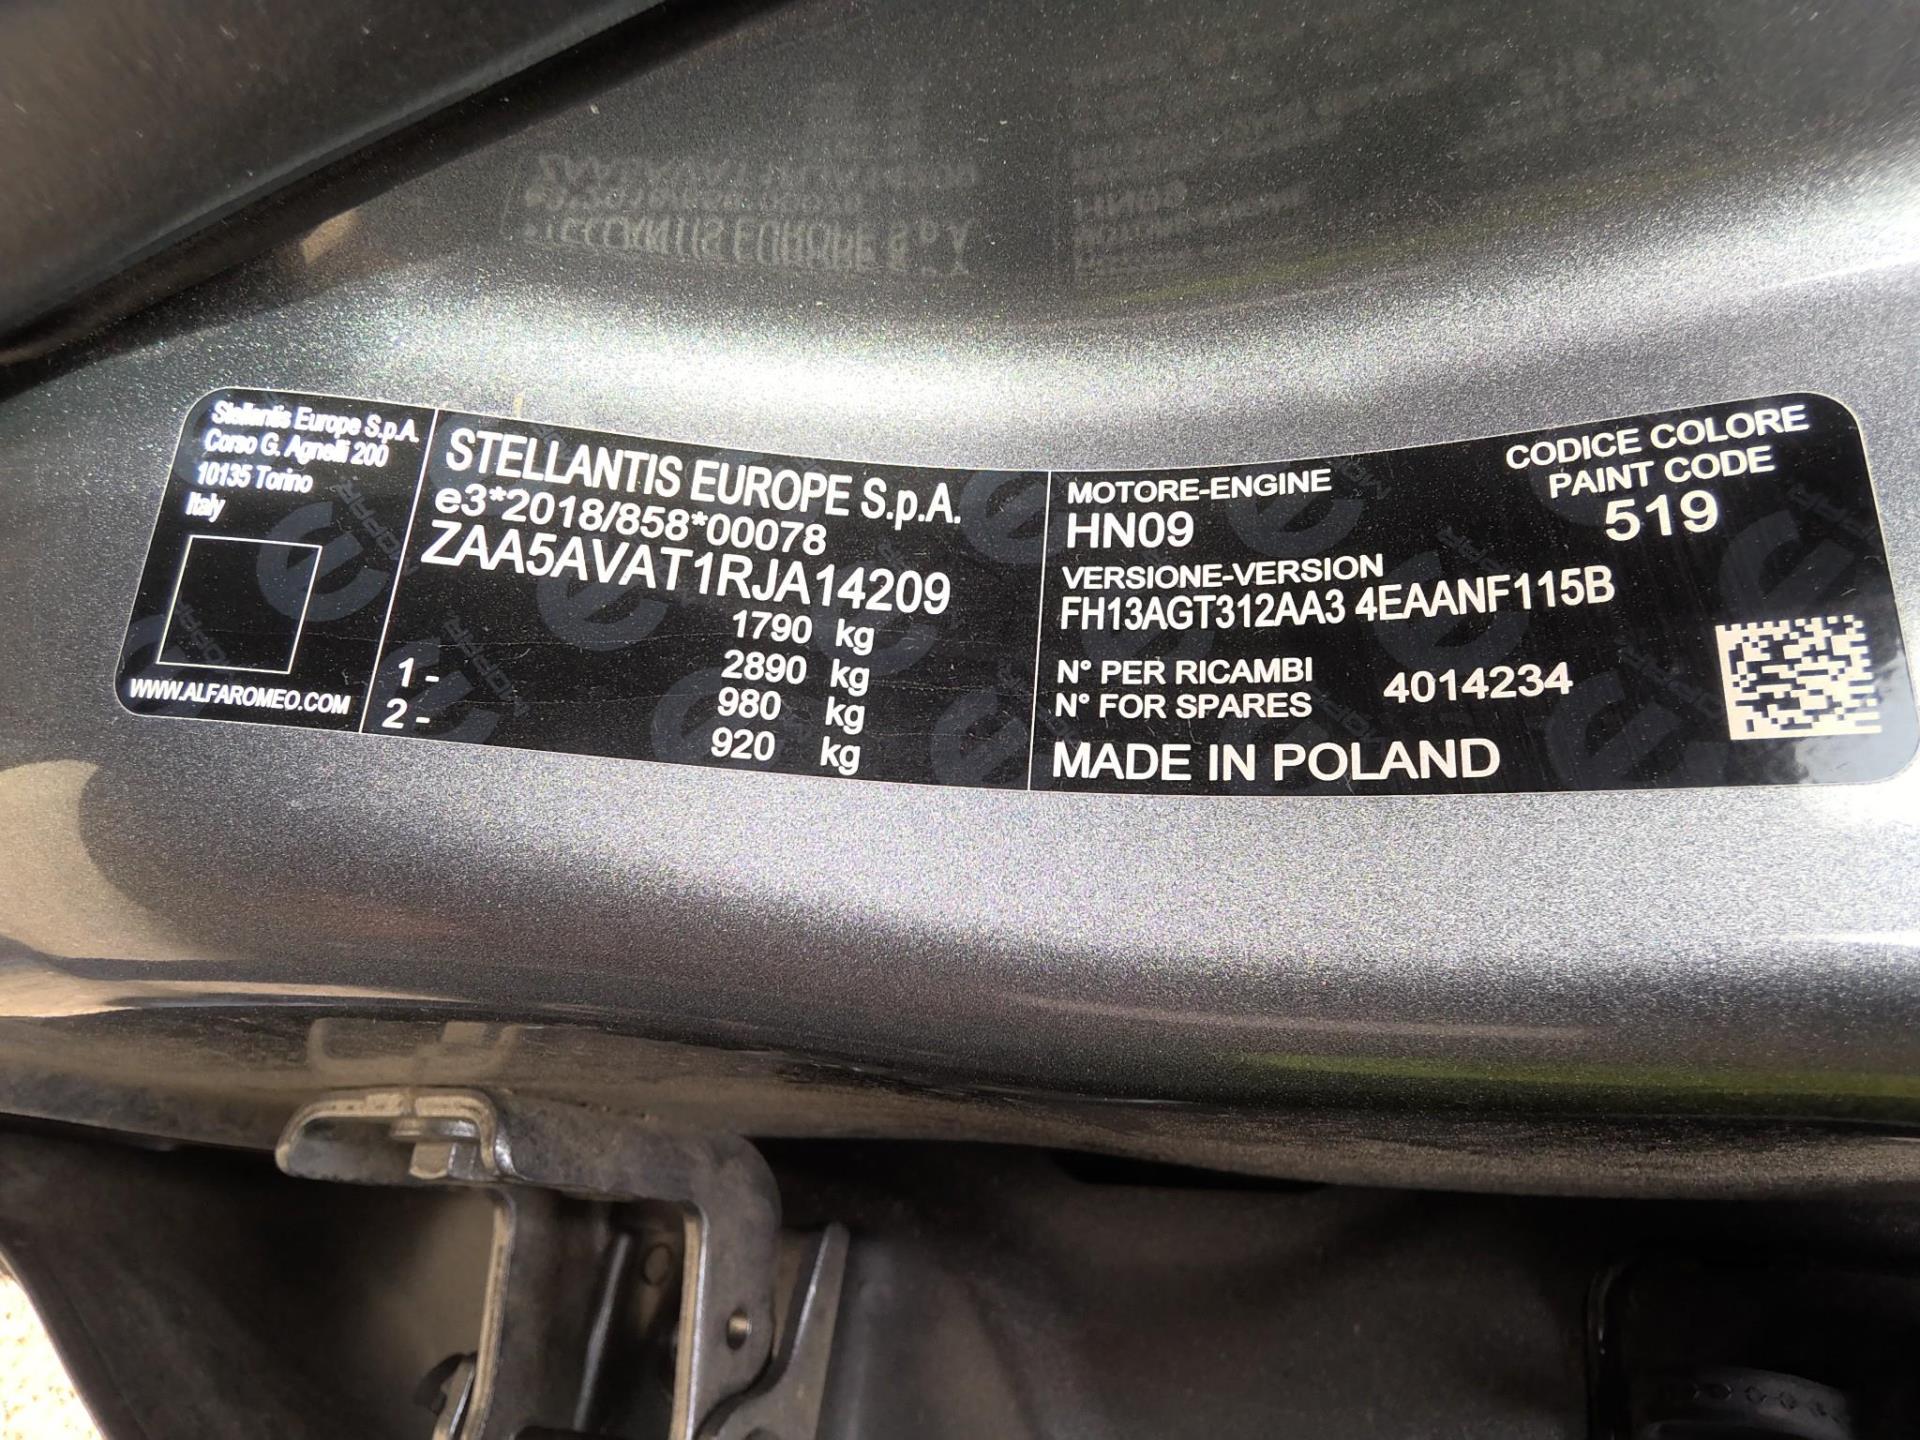 Stellantis Europe S.p.A.
Corso G. Agnelli 200
10135 Torino
Italy
WWW.ALFAROMEO.COM
STELLANTIS EUROPE S.p.A.
e3*2018/858*00078
ZAA5AVAT1RJA14209
1790 kg
1 - 2890 kg
2 - 980 kg
920 kg
MOTORE-ENGINE
HN09
VERSIONE-VERSION
FH13AGT312AA3 4EAANF115B
N° PER RICAMBI
N° FOR SPARES 4014234
MADE IN POLAND
CODICE COLORE
PAINT CODE
519
MOPAR